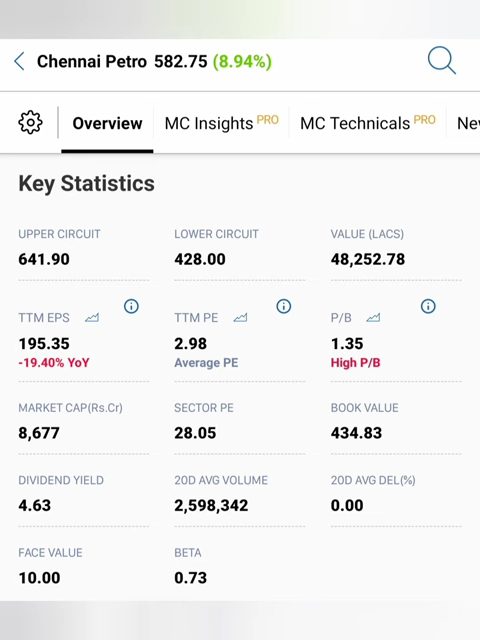 Chennai Petro 582.75 (8.94%)
Overview MC Insights PRO MC Technicals PRO Ne
Key Statistics
UPPER CIRCUIT LOWER CIRCUIT VALUE (LACS)
641.90 428.00 48,252.78
TTM EPS TTM PE P/B
195.35 2.98 1.35
-19.40% YoY Average PE High P/B
MARKET CAP(Rs.Cr) SECTOR PE BOOK VALUE
8,677 28.05 434.83
DIVIDEND YIELD 20D AVG VOLUME 20D AVG DEL(%)
4.63 2,598,342 0.00
FACE VALUE BETA
10.00 0.73